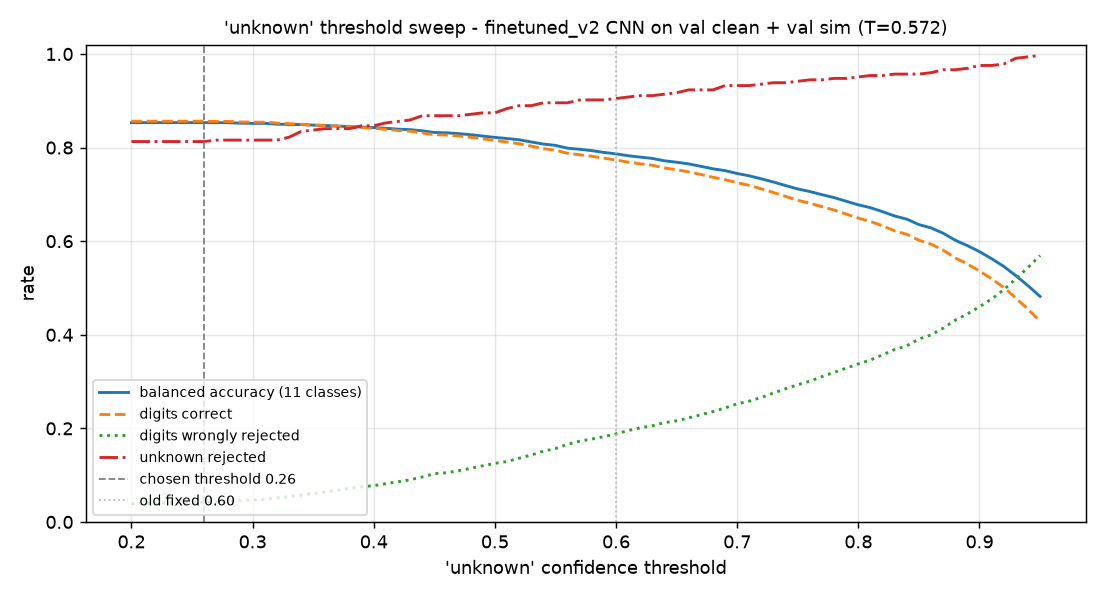 'unknown' threshold sweep - finetuned_v2 CNN on val clean + val sim (T=0.572)
1.0
0.8
0.6
0.4
0.2
0.0
rate
balanced accuracy (11 classes)
digits correct
digits wrongly rejected
unknown rejected
chosen threshold 0.26
old fixed 0.60
0.2 0.3 0.4 0.5 0.6 0.7 0.8 0.9
'unknown' confidence threshold